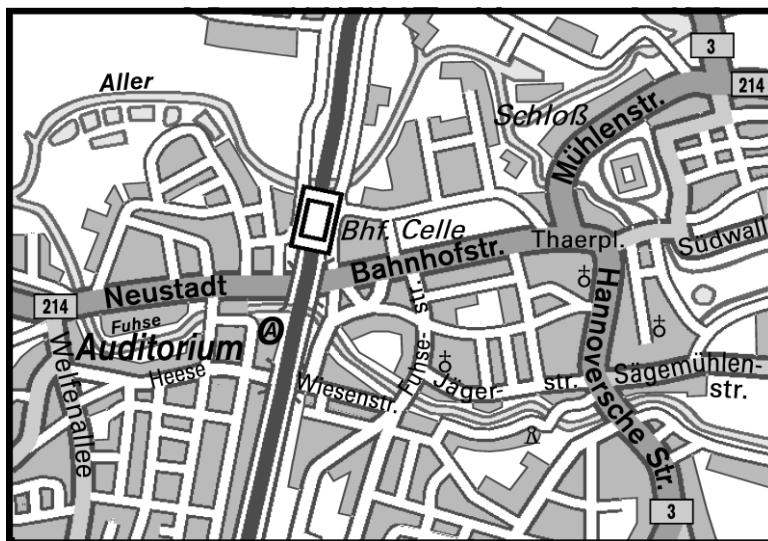 3
214
Aller
Schloß
Mühlenstr.
Bhf. Celle
Thaerpl.
Südwall
Bahnhofstr.
Neustadt
214
Fuhse
A
Auditorium
Heese
Welfenallee
Wiesenstr.
Fuhse-
str.
Jäger-
str.
Hannoversche Str.
Sägemühlen-
str.
3